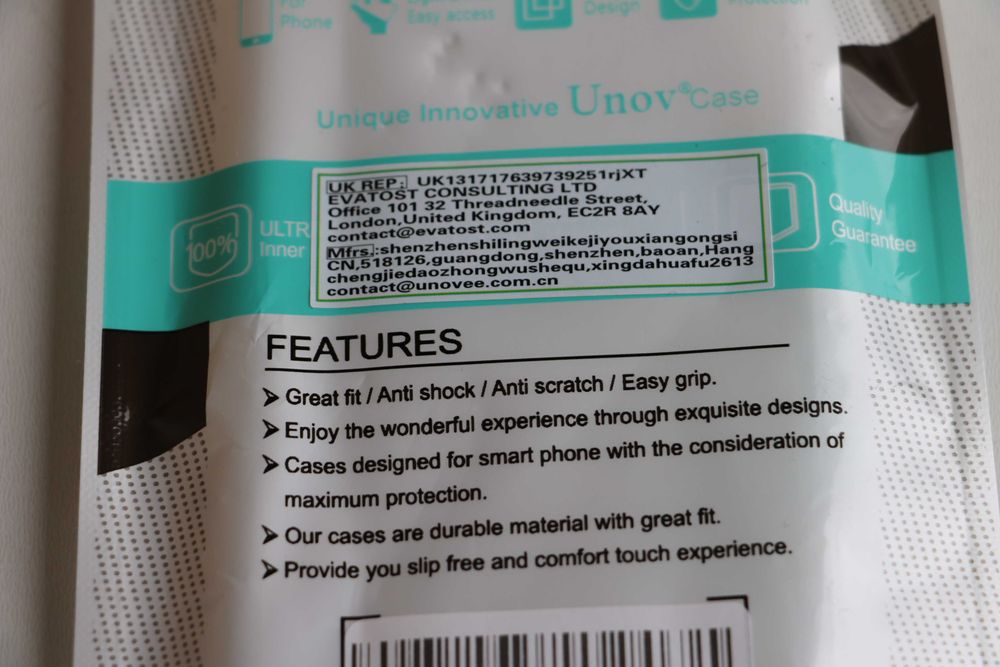 For
Phone
Easy access
Design
Protection
Unique Innovative Unov®Case
UK REP: UK131717639739251rjXT
EVATOST CONSULTING LTD
Office 101 32 Threadneedle Street,
London,United Kingdom, EC2R 8AY
contact@evatost.com
Mfrs.:shenzhenshilingweikejiyouxiangongsi
CN,518126,guangdong,shenzhen,baoan,Hang
chengjiedaozhongwushequ,xingdahuafu2613
contact@unovee.com.cn
100%
ULTR
Inner
Quality
Guarantee
FEATURES
➤ Great fit / Anti shock / Anti scratch / Easy grip.
➤ Enjoy the wonderful experience through exquisite designs.
➤ Cases designed for smart phone with the consideration of
maximum protection.
➤ Our cases are durable material with great fit.
➤ Provide you slip free and comfort touch experience.